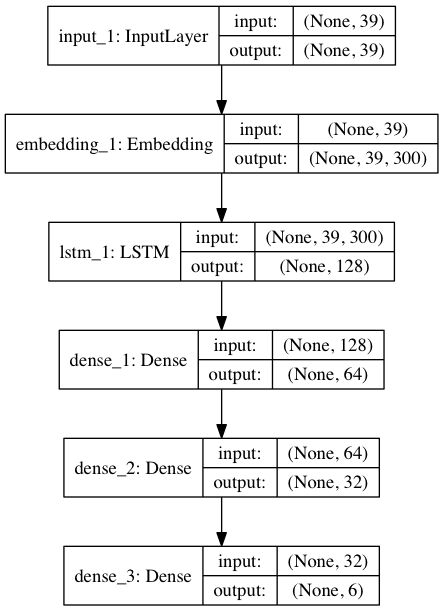 input_1: InputLayer
input: (None, 39)
output: (None, 39)
embedding_1: Embedding
input: (None, 39)
output: (None, 39, 300)
lstm_1: LSTM
input: (None, 39, 300)
output: (None, 128)
dense_1: Dense
input: (None, 128)
output: (None, 64)
dense_2: Dense
input: (None, 64)
output: (None, 32)
dense_3: Dense
input: (None, 32)
output: (None, 6)